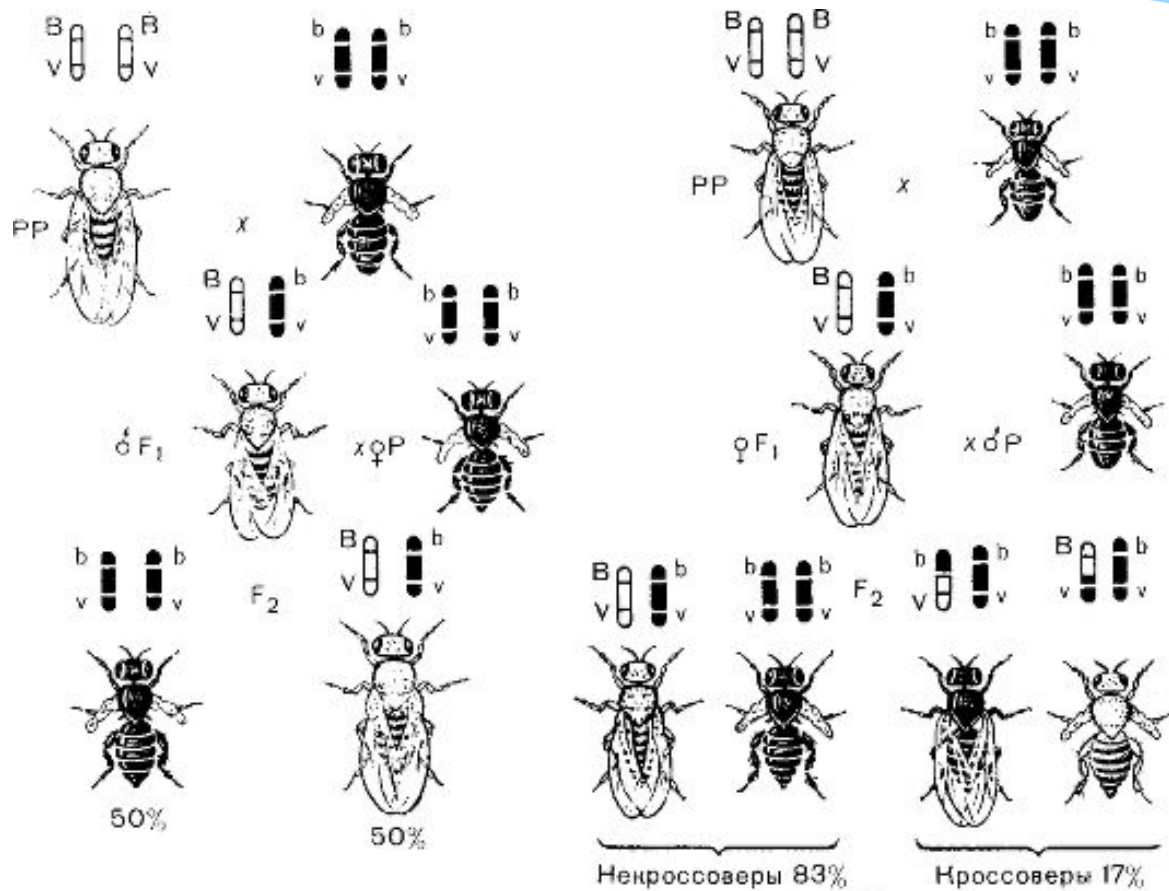 B B b b
V V v v
PP x
B b b b
V v v v
♂F1 x♀P
b b B b
v v V v
F2
50% 50%
B B b b
V V v v
PP x
B b b b
V v v v
♀F1 x♂P
B b b b F2 b b B b
V v v v V v v v
Некроссоверы 83% Кроссоверы 17%